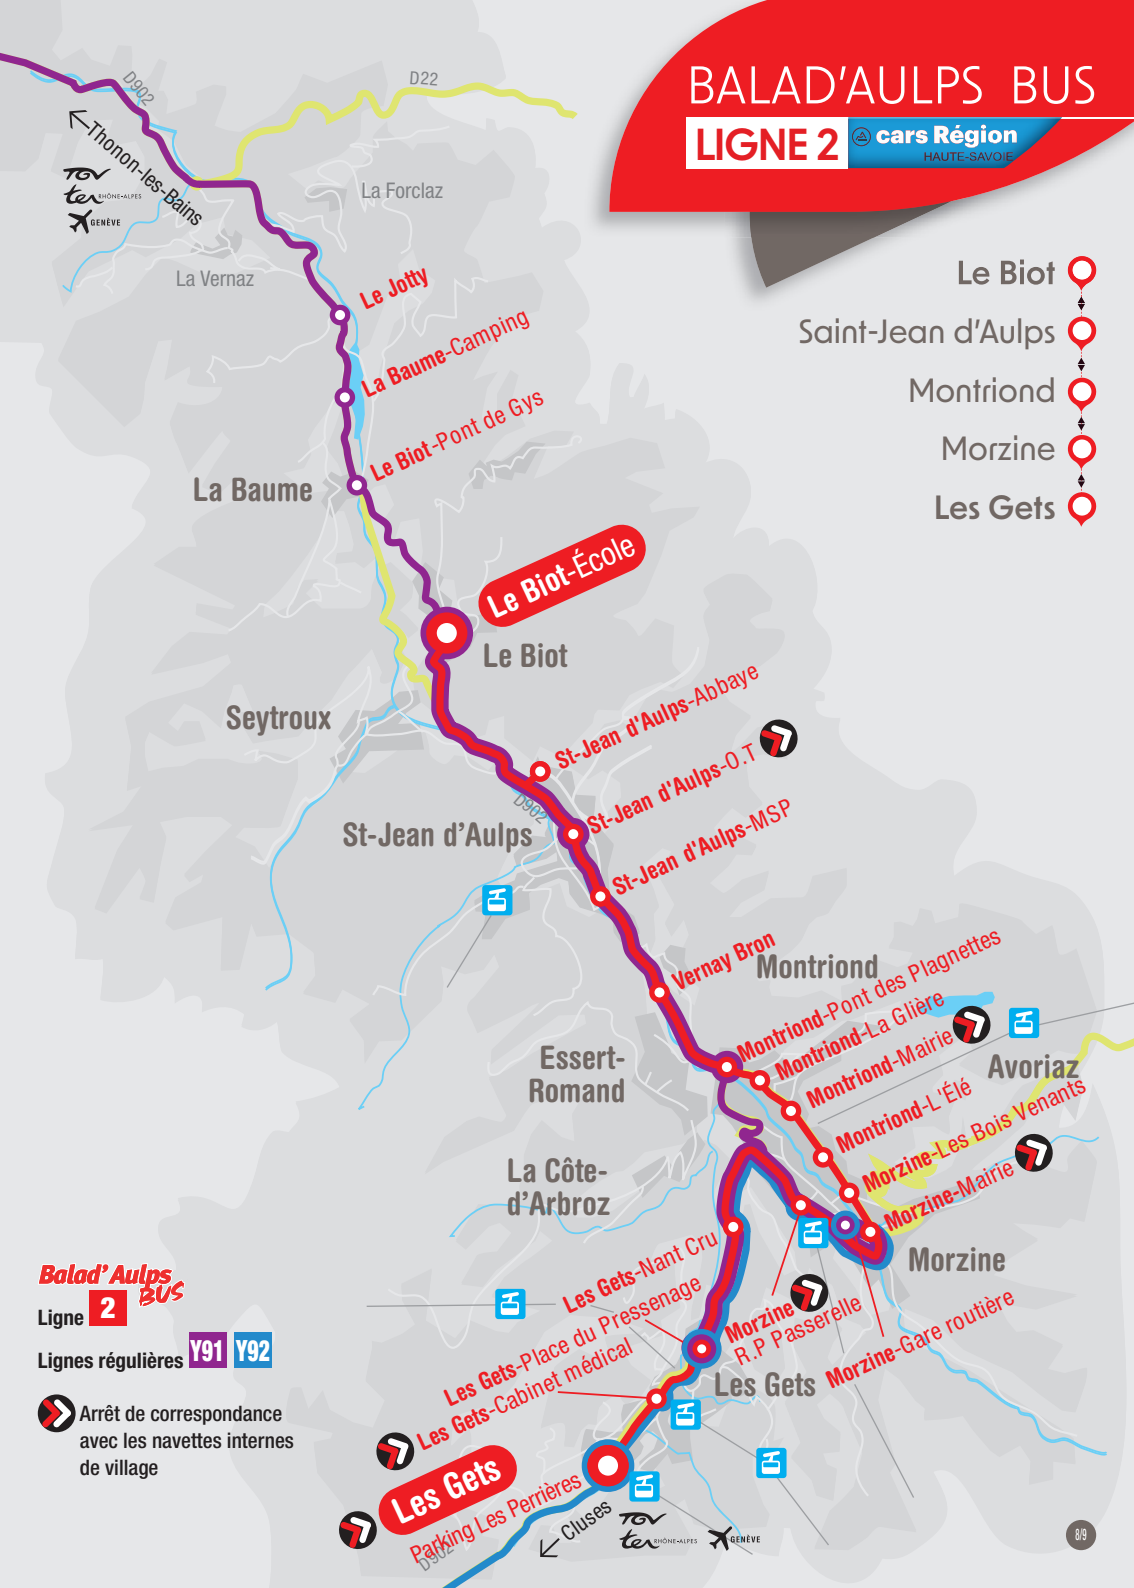 BALAD'AULPS BUS
LIGNE 2
cars Région
HAUTE-SAVOIE
Le Biot
Saint-Jean d'Aulps
Montriond
Morzine
Les Gets
D902
D22
Thonon-les-Bains
TGV
ter RHÔNE-ALPES
GENÈVE
La Forclaz
La Vernaz
Le Jotty
La Baume-Camping
Le Biot-Pont de Gys
La Baume
Le Biot-École
Le Biot
Seytroux
St-Jean d'Aulps-Abbaye
St-Jean d'Aulps-O.T
D902
St-Jean d'Aulps
St-Jean d'Aulps-MSP
Vernay Bron
Montriond
Montriond-Pont des Plagnettes
Montriond-La Glière
Montriond-Mairie
Essert-
Romand
Avoriaz
Montriond-L'Élé
Morzine-Les Bois Venants
La Côte-
d'Arbroz
Morzine-Mairie
Morzine
Les Gets-Nant Cru
Les Gets-Place du Pressenage
Morzine
R.P Passerelle
Morzine-Gare routière
Les Gets-Cabinet médical
Les Gets
Les Gets
Parking Les Perrières
D902
Cluses
TGV
ter RHÔNE-ALPES
GENÈVE
Balad'Aulps
BUS
Ligne 2
Lignes régulières Y91 Y92
Arrêt de correspondance
avec les navettes internes
de village
8/9